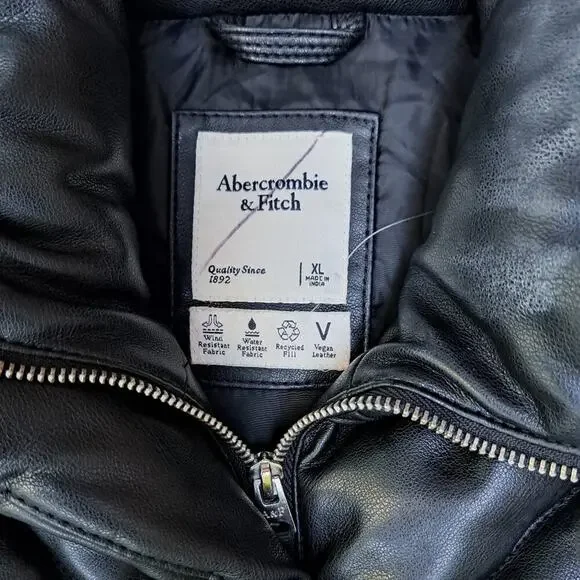 Abercrombie
& Fitch
Quality Since
1892
XL
MADE IN
INDIA
Wind
Resistant
Fabric
Water
Resistant
Fabric
Recycled
Fill
Vegan
Leather
A&F